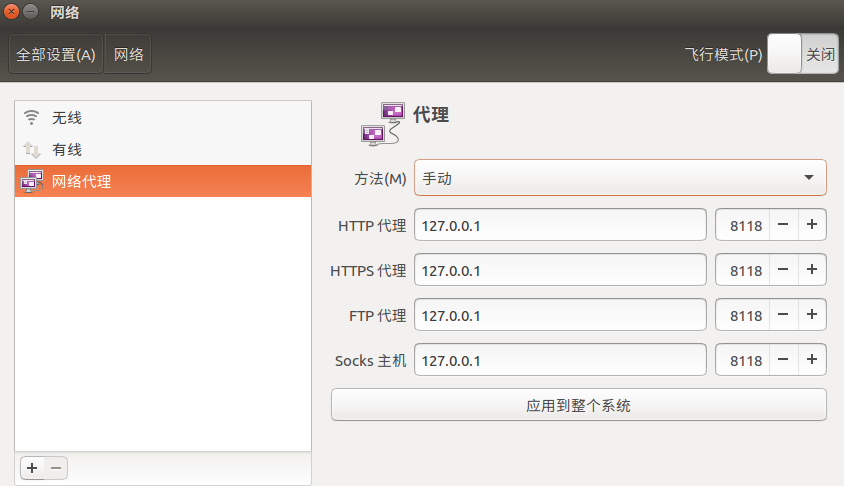 网络
全部设置(A) 网络 飞行模式(P) 关闭
无线
有线
网络代理
代理
方法(M) 手动
HTTP 代理 127.0.0.1 8118 − +
HTTPS 代理 127.0.0.1 8118 − +
FTP 代理 127.0.0.1 8118 − +
Socks 主机 127.0.0.1 8118 − +
应用到整个系统